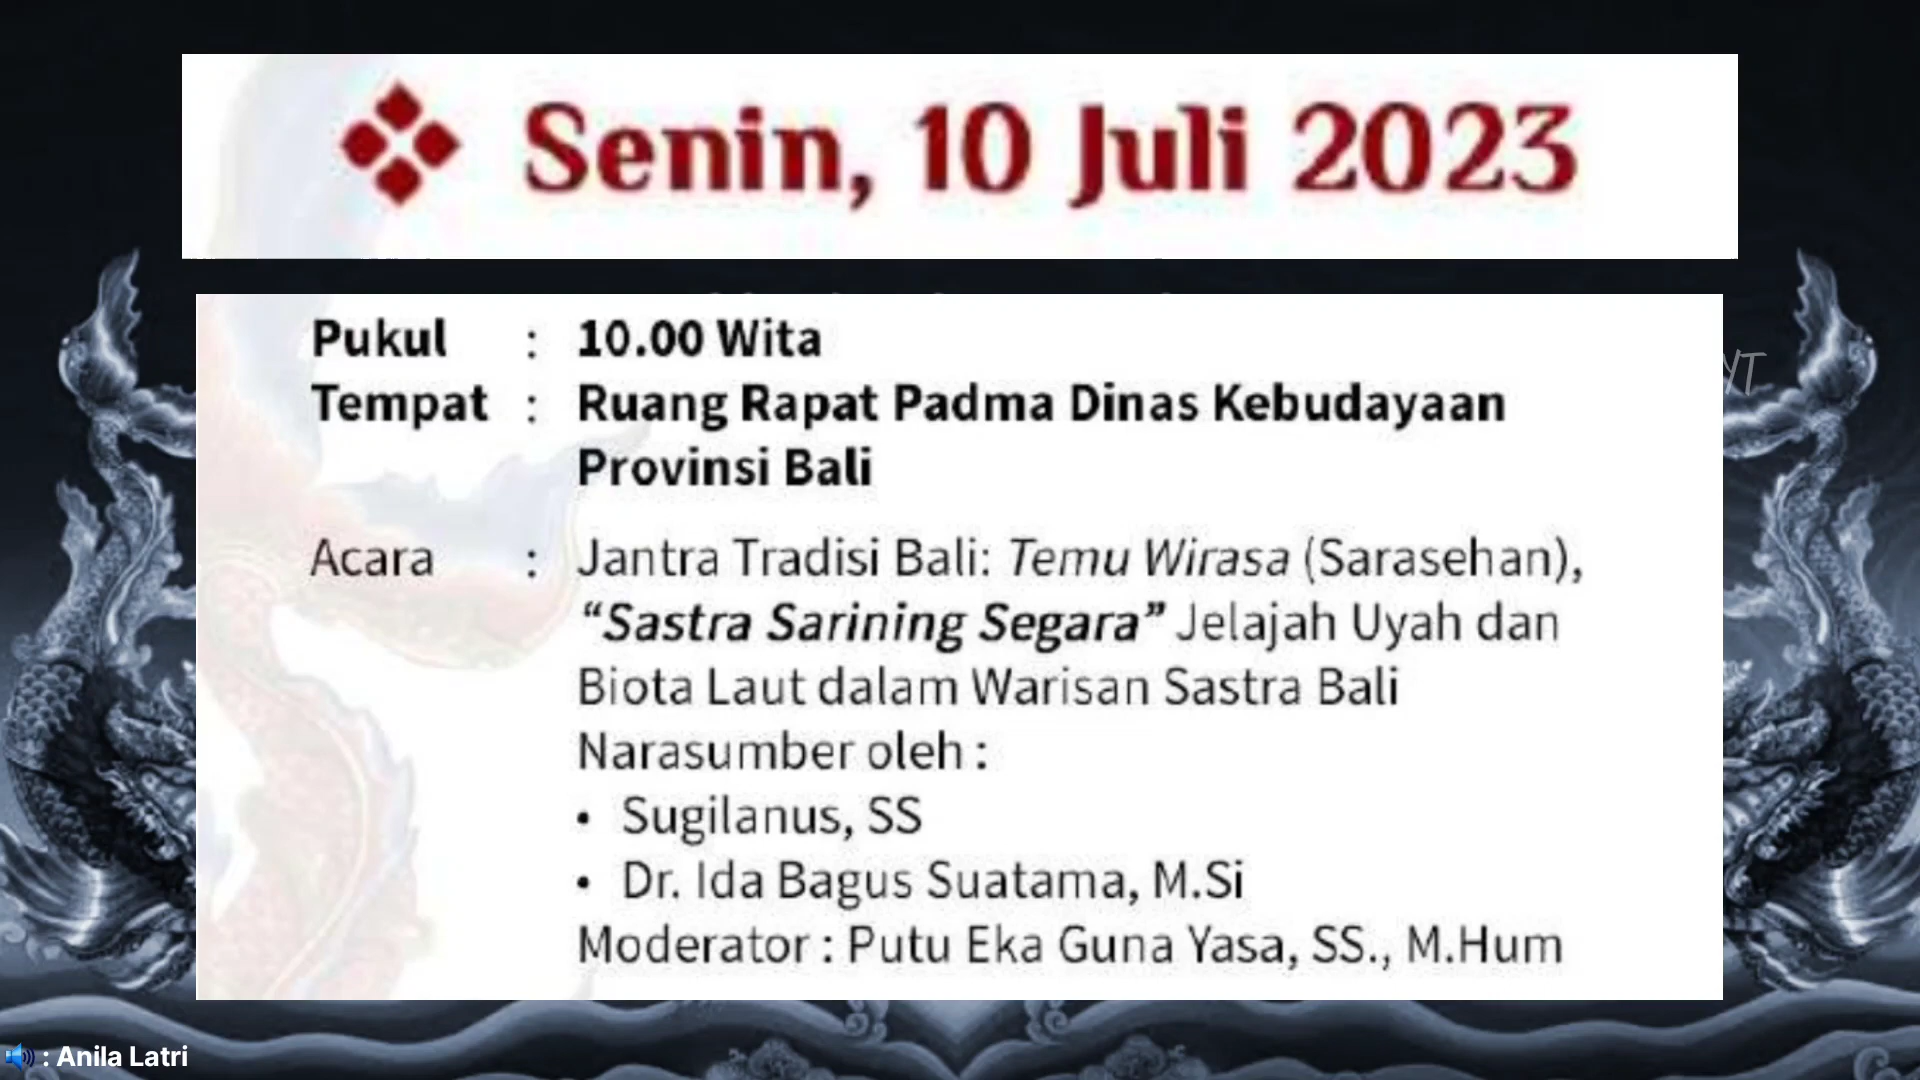 Senin, 10 Juli 2023
Pukul : 10.00 Wita
Tempat : Ruang Rapat Padma Dinas Kebudayaan
Provinsi Bali
Acara : Jantra Tradisi Bali: Temu Wirasa (Sarasehan),
“Sastra Sarining Segara” Jelajah Uyah dan
Biota Laut dalam Warisan Sastra Bali
Narasumber oleh :
• Sugilanus, SS
• Dr. Ida Bagus Suatama, M.Si
Moderator : Putu Eka Guna Yasa, SS., M.Hum
: Anila Latri